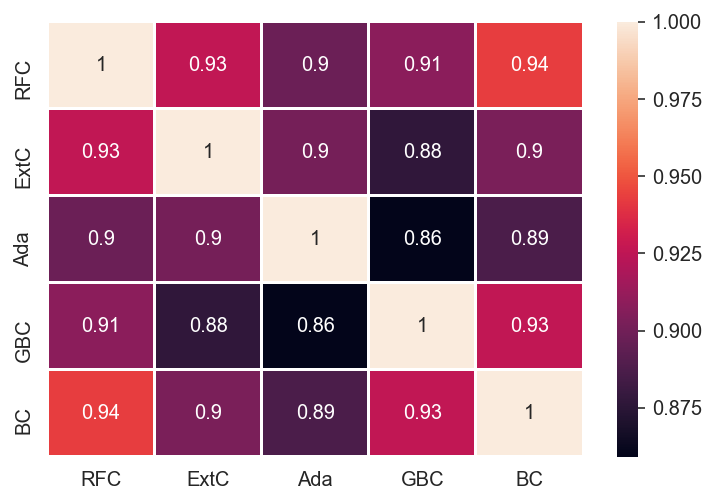 RFC 1 0.93 0.9 0.91 0.94
ExtC 0.93 1 0.9 0.88 0.9
Ada 0.9 0.9 1 0.86 0.89
GBC 0.91 0.88 0.86 1 0.93
BC 0.94 0.9 0.89 0.93 1
RFC ExtC Ada GBC BC
1.000
0.975
0.950
0.925
0.900
0.875